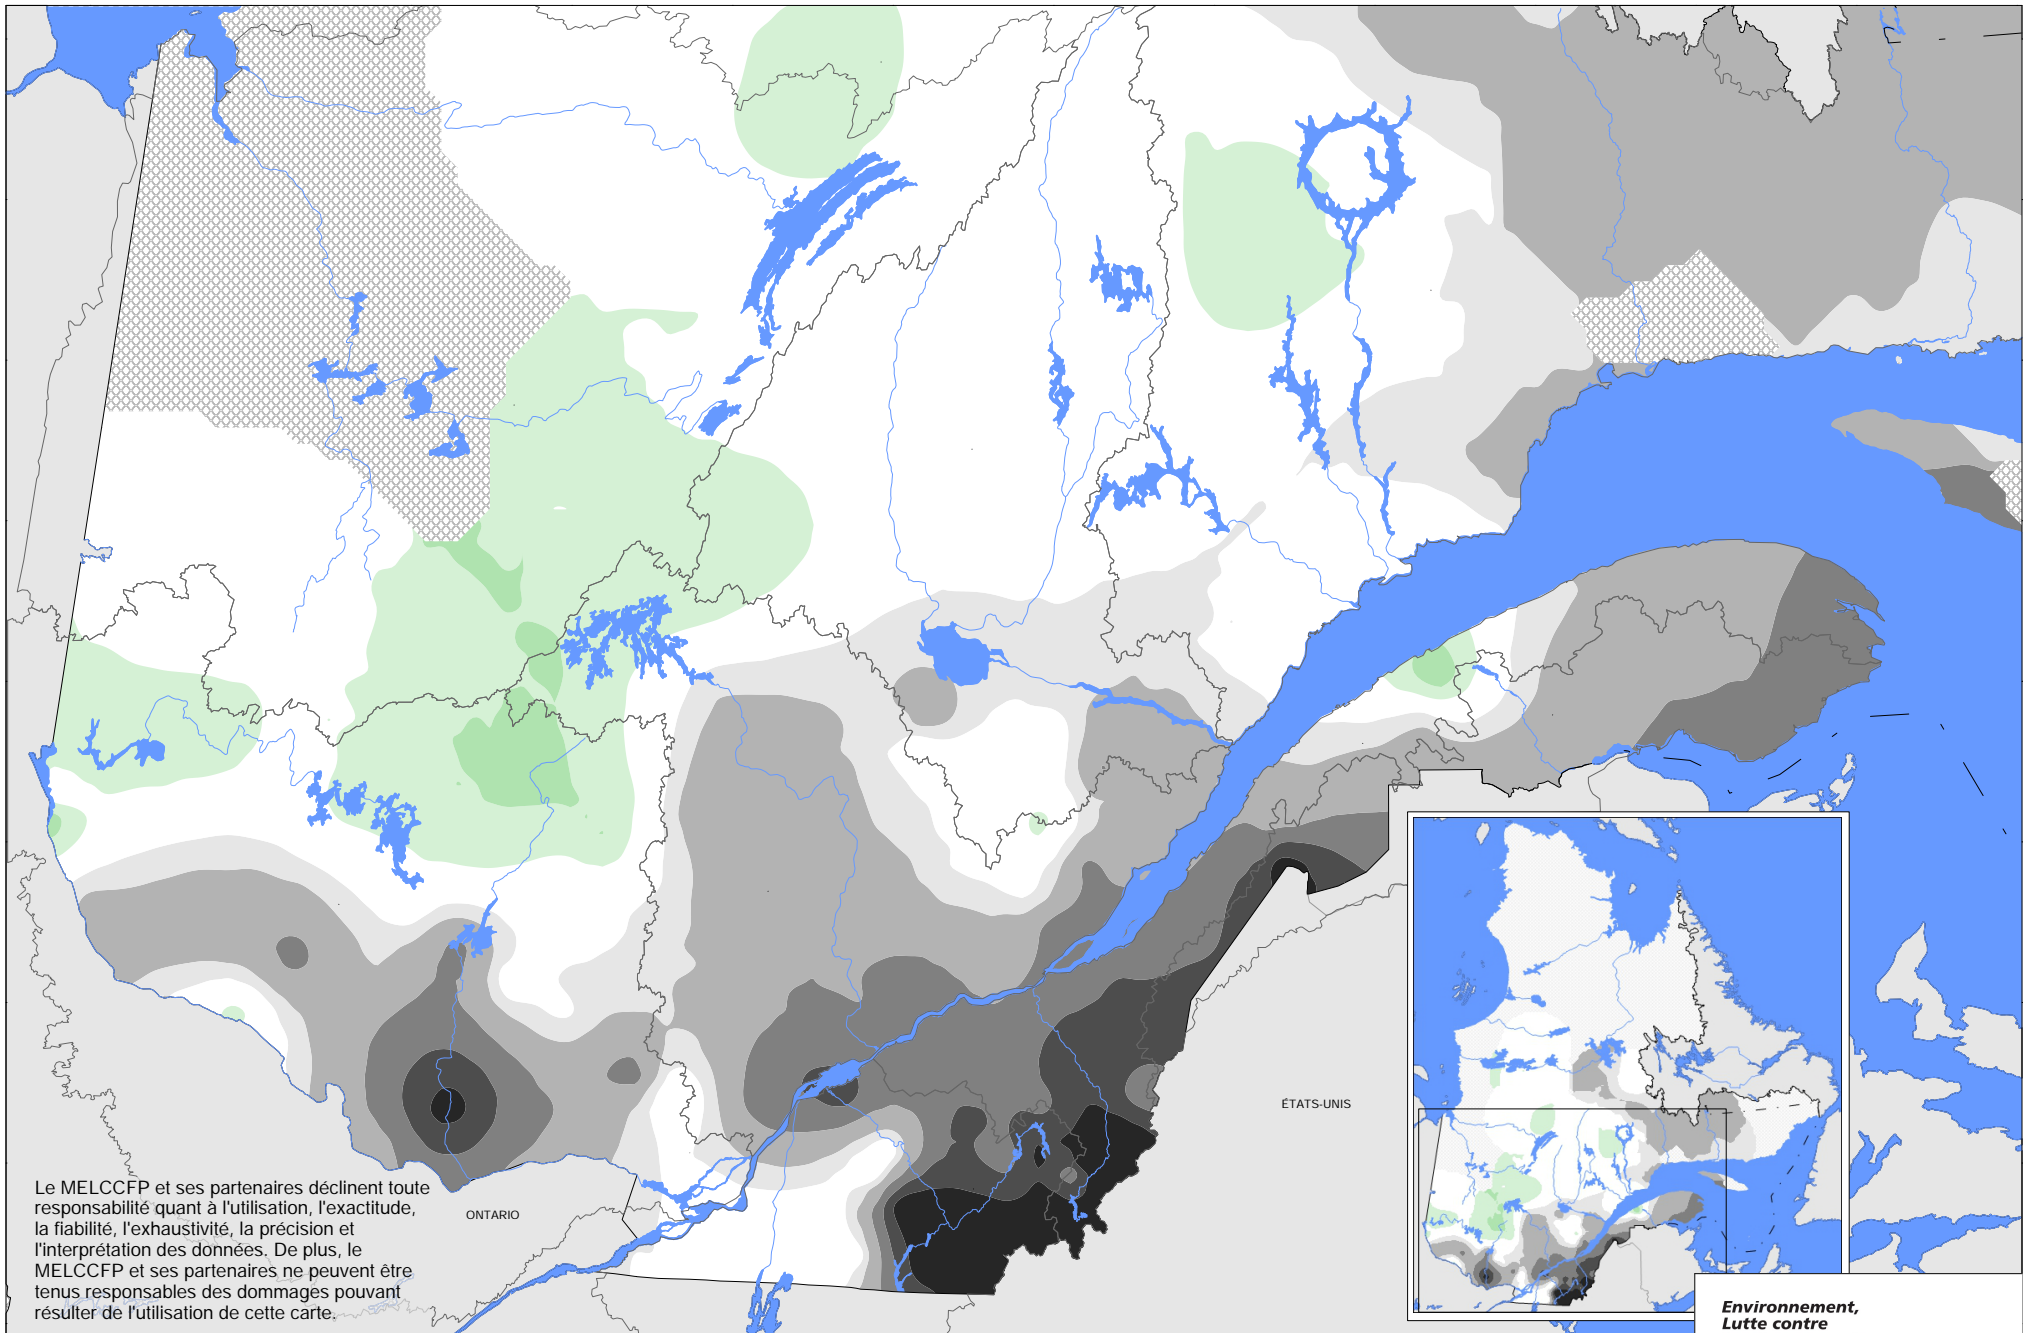 ÉTATS-UNIS
Le MELCCFP et ses partenaires déclinent toute
responsabilité quant à l'utilisation, l'exactitude,
la fiabilité, l'exhaustivité, la précision et
l'interprétation des données. De plus, le
MELCCFP et ses partenaires ne peuvent être
tenus responsables des dommages pouvant
résulter de l'utilisation de cette carte.
ONTARIO
Environnement,
Lutte contre